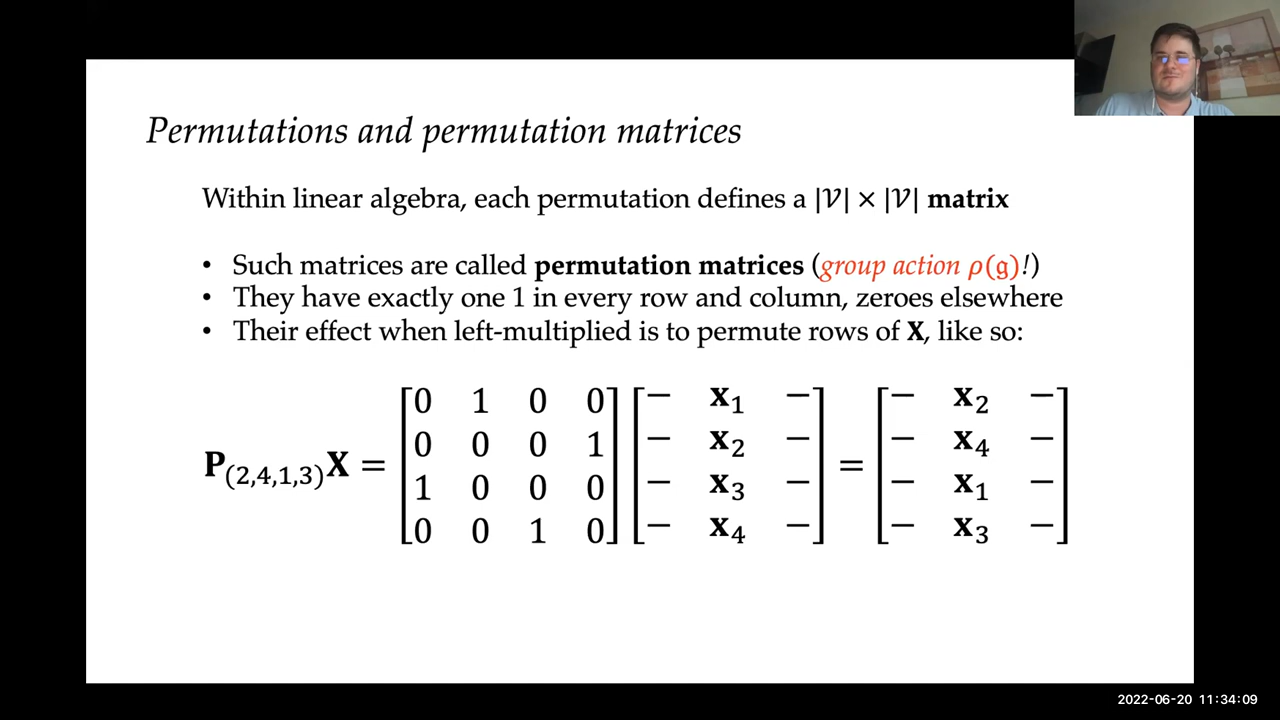 Permutations and permutation matrices
Within linear algebra, each permutation defines a |𝒱| × |𝒱| matrix
• Such matrices are called permutation matrices (group action ρ(𝔤)!)
• They have exactly one 1 in every row and column, zeroes elsewhere
• Their effect when left-multiplied is to permute rows of X, like so:
P(2,4,1,3)X = [0 1 0 0] [− x1 −] = [− x2 −]
[0 0 0 1] [− x2 −] [− x4 −]
[1 0 0 0] [− x3 −] [− x1 −]
[0 0 1 0] [− x4 −] [− x3 −]
2022-06-20 11:34:09